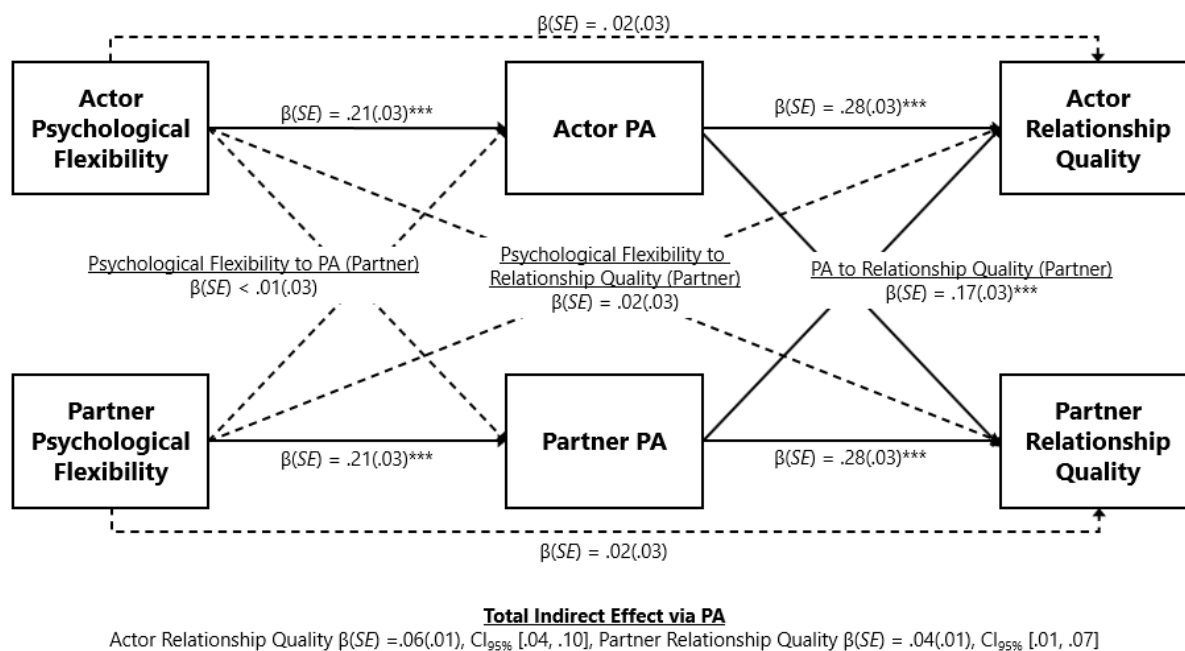 β(SE) = . 02(.03)
Actor
Psychological
Flexibility
β(SE) = .21(.03)***
Actor PA
β(SE) = .28(.03)***
Actor
Relationship
Quality
Psychological Flexibility to PA (Partner)
β(SE) < .01(.03)
Psychological Flexibility to
Relationship Quality (Partner)
β(SE) = .02(.03)
PA to Relationship Quality (Partner)
β(SE) = .17(.03)***
Partner
Psychological
Flexibility
β(SE) = .21(.03)***
Partner PA
β(SE) = .28(.03)***
Partner
Relationship
Quality
β(SE) = .02(.03)
Total Indirect Effect via PA
Actor Relationship Quality β(SE) =.06(.01), CI95% [.04, .10], Partner Relationship Quality β(SE) = .04(.01), CI95% [.01, .07]